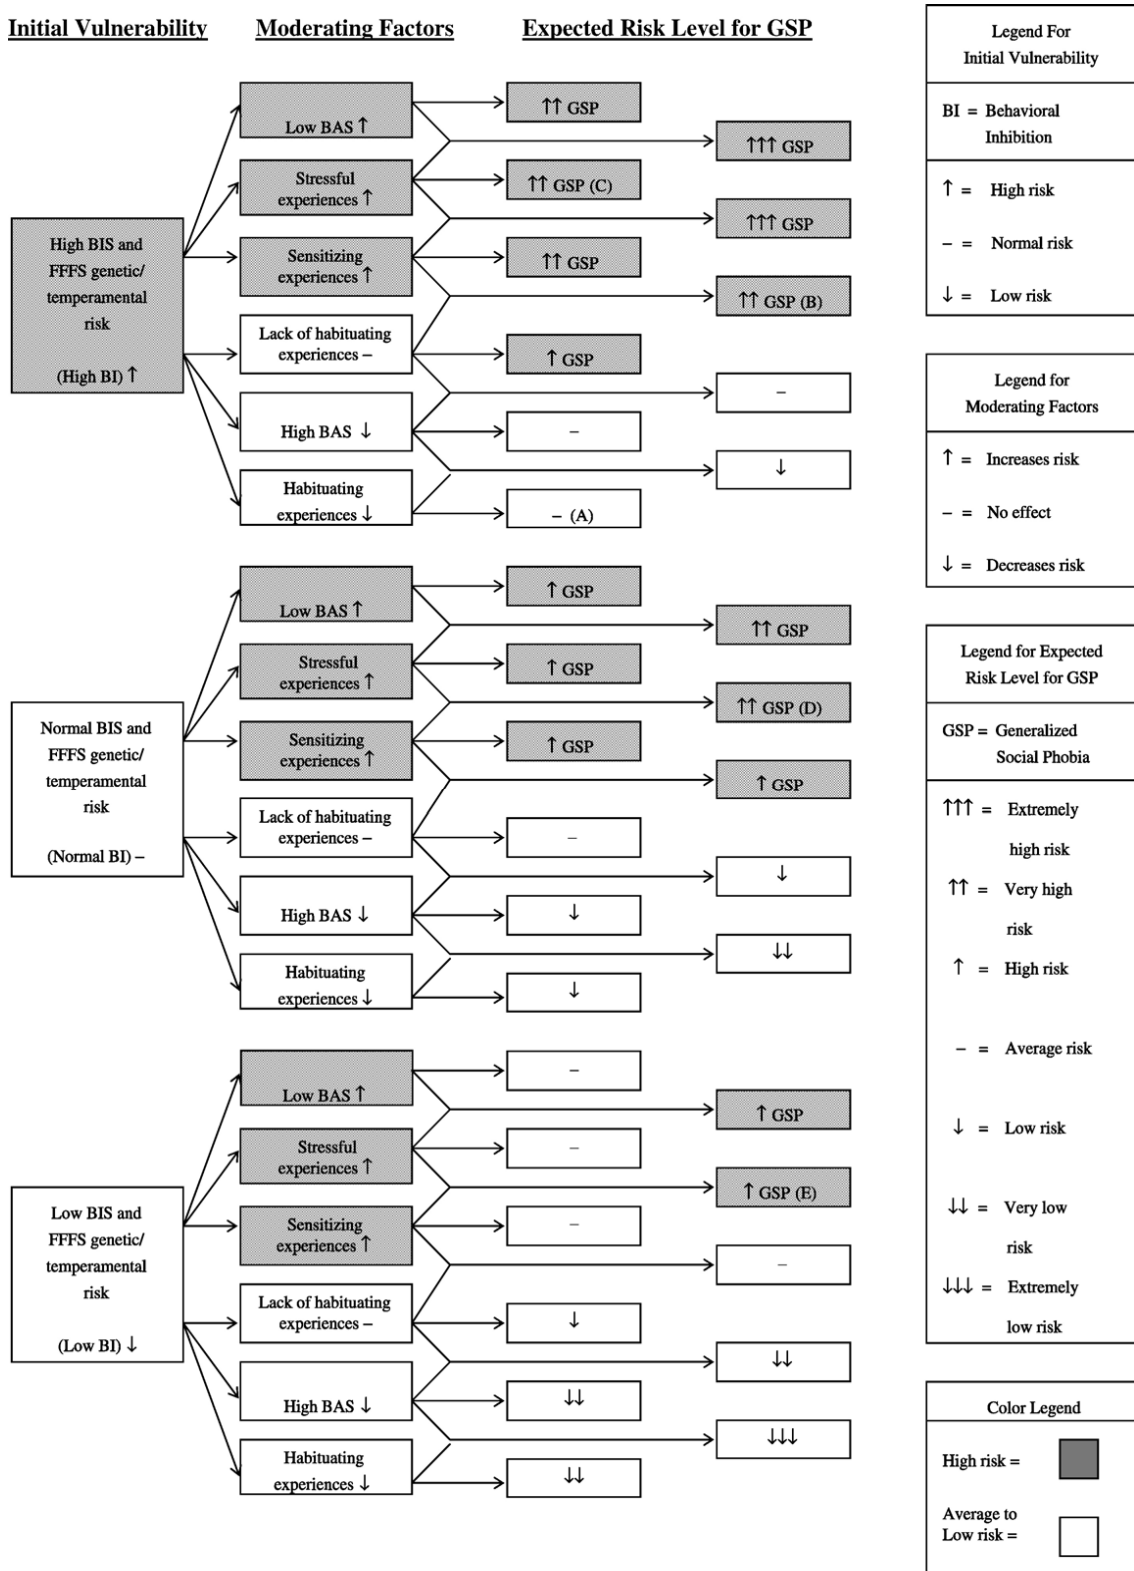 Initial Vulnerability
Moderating Factors
Expected Risk Level for GSP
High BIS and
FFFS genetic/
temperamental
risk
(High BI) ↑
Low BAS ↑
Stressful
experiences ↑
Sensitizing
experiences ↑
Lack of habituating
experiences –
High BAS ↓
Habituating
experiences ↓
↑↑ GSP
↑↑↑ GSP
↑↑ GSP (C)
↑↑↑ GSP
↑↑ GSP
↑↑ GSP (B)
↑ GSP
–
–
↓
– (A)
Normal BIS and
FFFS genetic/
temperamental
risk
(Normal BI) –
Low BAS ↑
Stressful
experiences ↑
Sensitizing
experiences ↑
Lack of habituating
experiences –
High BAS ↓
Habituating
experiences ↓
↑ GSP
↑↑ GSP
↑ GSP
↑↑ GSP (D)
↑ GSP
↑ GSP
–
↓
↓
↓↓
↓
Low BIS and
FFFS genetic/
temperamental
risk
(Low BI) ↓
Low BAS ↑
Stressful
experiences ↑
Sensitizing
experiences ↑
Lack of habituating
experiences –
High BAS ↓
Habituating
experiences ↓
–
↑ GSP
–
↑ GSP (E)
–
–
↓
↓↓
↓↓
↓↓↓
↓↓
Legend For
Initial Vulnerability
BI = Behavioral
Inhibition
↑ = High risk
– = Normal risk
↓ = Low risk
Legend for
Moderating Factors
↑ = Increases risk
– = No effect
↓ = Decreases risk
Legend for Expected
Risk Level for GSP
GSP = Generalized
Social Phobia
↑↑↑ = Extremely
high risk
↑↑ = Very high
risk
↑ = High risk
– = Average risk
↓ = Low risk
↓↓ = Very low
risk
↓↓↓ = Extremely
low risk
Color Legend
High risk =
Average to
Low risk =